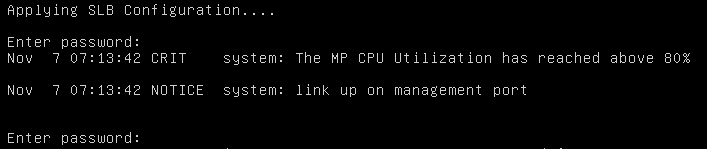 Applying SLB Configuration....
Enter password:
Nov  7 07:13:42 CRIT    system: The MP CPU Utilization has reached above 80%
Nov  7 07:13:42 NOTICE  system: link up on management port
Enter password: